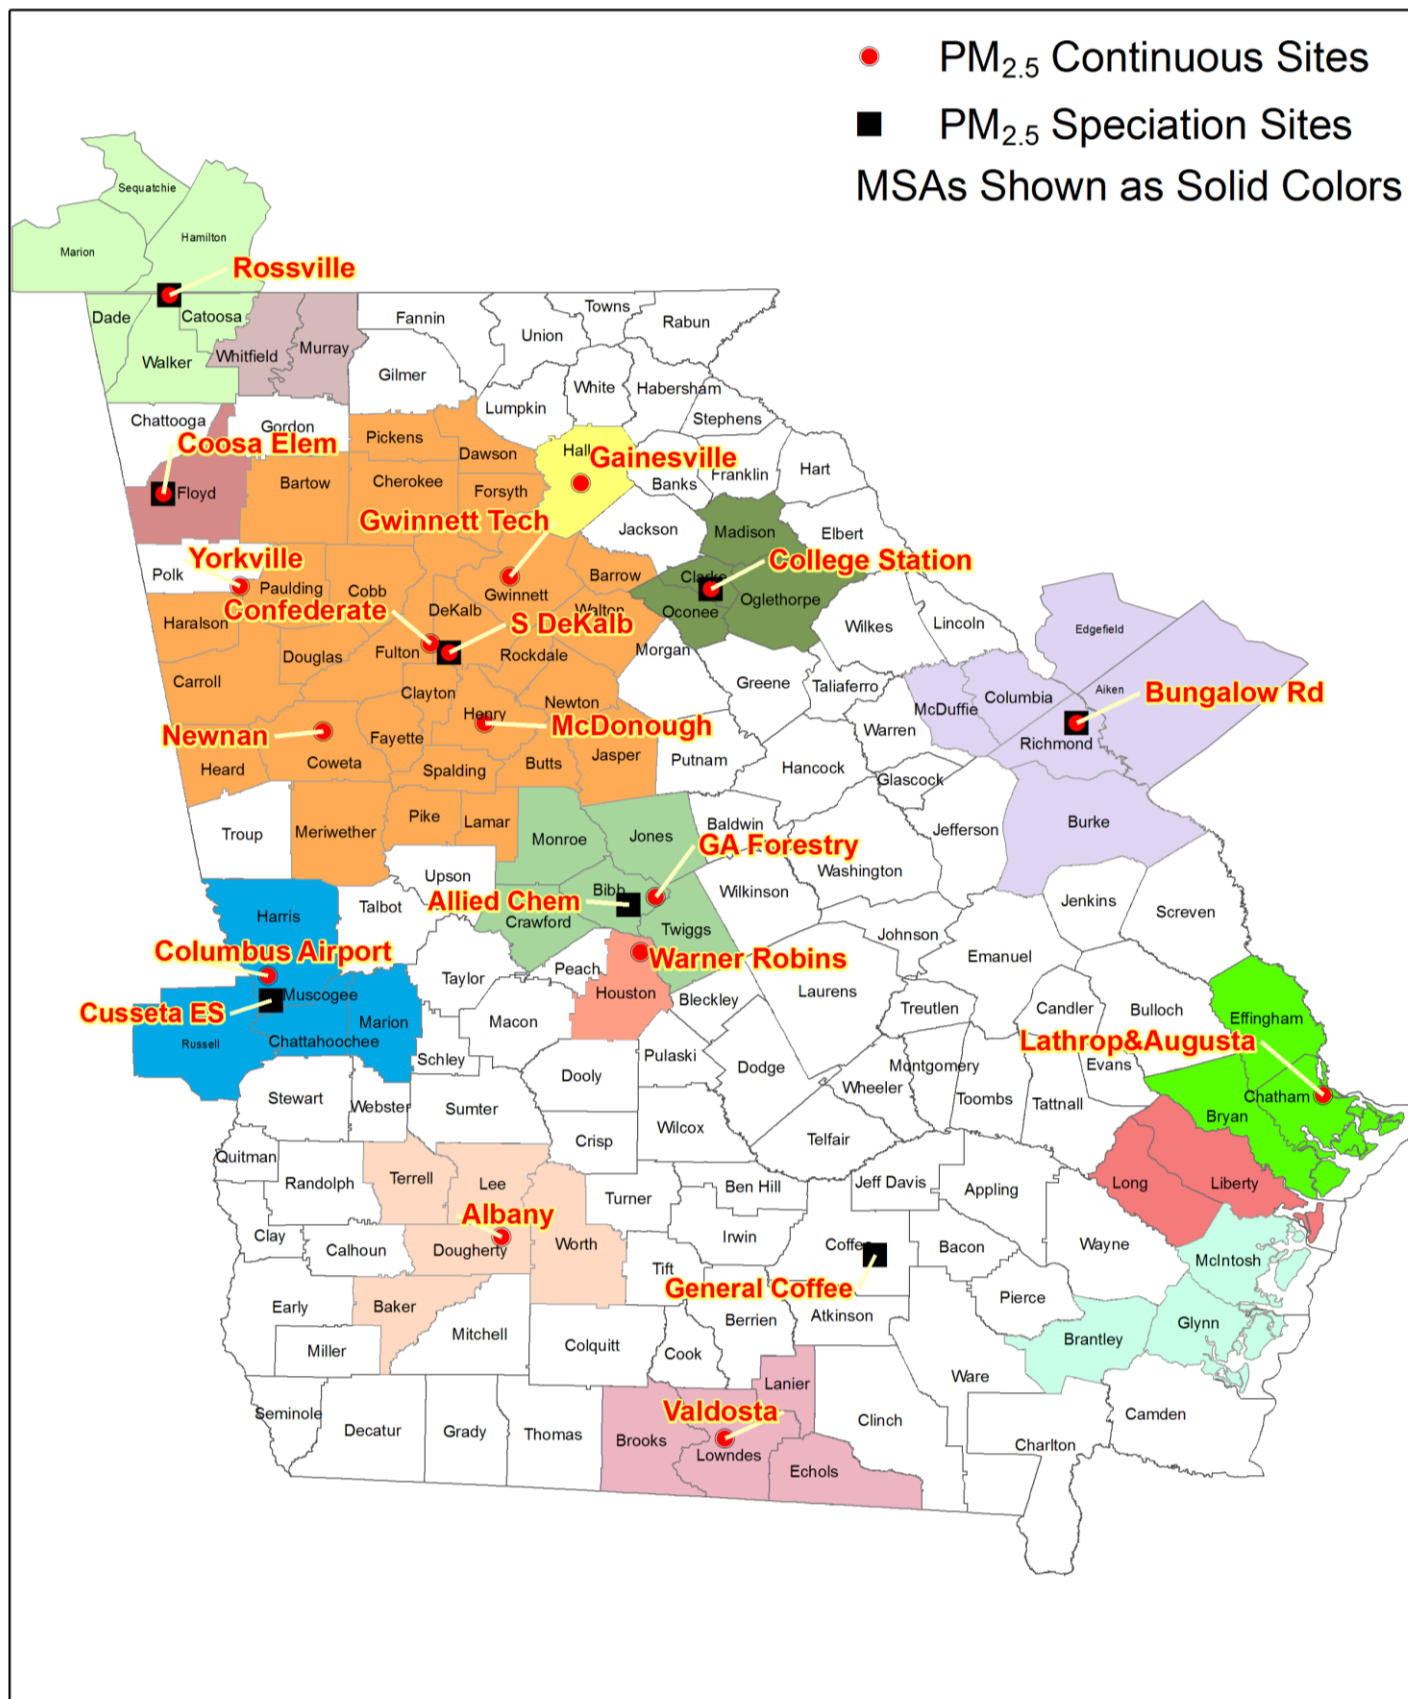 PM2.5 Continuous Sites
PM2.5 Speciation Sites
MSAs Shown as Solid Colors
Sequatchie
Marion
Hamilton
Rossville
Dade
Catoosa
Walker
Whitfield
Murray
Fannin
Union
Towns
Rabun
Gilmer
White
Habersham
Lumpkin
Stephens
Chattooga
Gordon
Pickens
Dawson
Hall
Coosa Elem
Gainesville
Floyd
Bartow
Cherokee
Forsyth
Banks
Franklin
Hart
Gwinnett Tech
Jackson
Madison
Elbert
Yorkville
Polk
Paulding
Cobb
Gwinnett
Barrow
Clarke
College Station
Confederate
DeKalb
Walton
Oconee
Oglethorpe
Haralson
S DeKalb
Wilkes
Lincoln
Edgefield
Douglas
Fulton
Rockdale
Morgan
Carroll
Clayton
Newton
Greene
Taliaferro
McDuffie
Columbia
Aiken
Bungalow Rd
Henry
McDonough
Newnan
Fayette
Warren
Richmond
Heard
Coweta
Spalding
Butts
Jasper
Putnam
Hancock
Glascock
Troup
Meriwether
Pike
Lamar
Monroe
Jones
Baldwin
Jefferson
Burke
GA Forestry
Washington
Upson
Bibb
Wilkinson
Allied Chem
Talbot
Harris
Crawford
Twiggs
Jenkins
Screven
Johnson
Columbus Airport
Taylor
Peach
Warner Robins
Emanuel
Muscogee
Houston
Bleckley
Laurens
Treutlen
Candler
Bulloch
Effingham
Cusseta ES
Marion
Macon
Russell
Chattahoochee
Schley
Pulaski
Dodge
Montgomery
Lathrop&Augusta
Evans
Dooly
Wheeler
Toombs
Tattnall
Chatham
Bryan
Stewart
Webster
Sumter
Crisp
Wilcox
Telfair
Quitman
Randolph
Terrell
Lee
Turner
Ben Hill
Jeff Davis
Appling
Long
Liberty
Albany
Clay
Calhoun
Dougherty
Worth
Irwin
Coffee
Bacon
Wayne
McIntosh
Tift
General Coffee
Pierce
Early
Baker
Mitchell
Berrien
Atkinson
Brantley
Glynn
Miller
Colquitt
Cook
Ware
Lanier
Seminole
Decatur
Grady
Thomas
Valdosta
Brooks
Lowndes
Clinch
Camden
Charlton
Echols